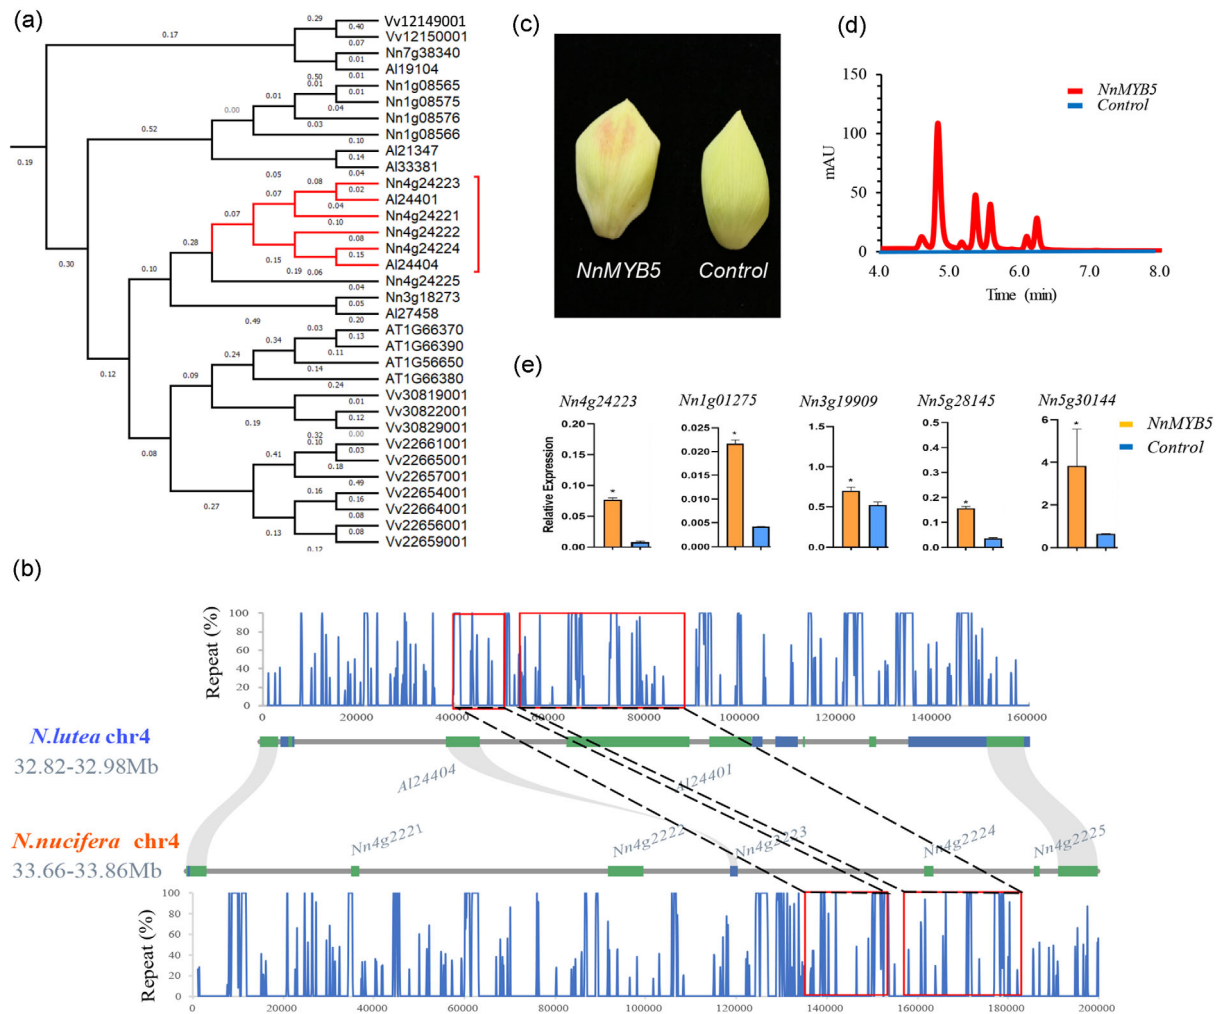 (a)
0.19
0.17
0.29
0.40
0.07
0.01
0.50
0.01
0.30
0.52
0.00
0.01
0.01
0.01
0.04
0.03
0.10
0.14
0.04
0.05
0.12
0.10
0.28
0.07
0.07
0.08
0.02
0.04
0.10
0.08
0.15
0.15
0.19
0.06
0.04
0.05
0.20
0.49
0.08
0.09
0.24
0.34
0.03
0.13
0.11
0.14
0.24
0.01
0.19
0.12
0.32
0.00
0.10
0.03
0.41
0.18
0.49
0.27
0.16
0.16
0.08
0.13
0.08
0.12
Vv12149001
Vv12150001
Nn7g38340
Al19104
Nn1g08565
Nn1g08575
Nn1g08576
Nn1g08566
Al21347
Al33381
Nn4g24223
Al24401
Nn4g24221
Nn4g24222
Nn4g24224
Al24404
Nn4g24225
Nn3g18273
Al27458
AT1G66370
AT1G66390
AT1G56650
AT1G66380
Vv30819001
Vv30822001
Vv30829001
Vv22661001
Vv22665001
Vv22657001
Vv22654001
Vv22664001
Vv22656001
Vv22659001
(c)
NnMYB5 Control
(d)
mAU
150
100
50
0
4.0 5.0 6.0 7.0 8.0
Time (min)
NnMYB5
Control
(e)
Relative Expression
Nn4g24223
0.20
0.15
0.10
0.05
0.00
*
Nn1g01275
0.025
0.020
0.015
0.010
0.005
0.000
*
Nn3g19909
1.5
1.0
0.5
0.0
*
Nn5g28145
0.5
0.4
0.3
0.2
0.1
0.0
*
Nn5g30144
6
4
2
0
*
NnMYB5
Control
(b)
Repeat (%)
100
80
60
40
20
0
0 20000 40000 60000 80000 100000 120000 140000 160000
N.lutea chr4
32.82-32.98Mb
Al24404 Al24401
N.nucifera chr4
33.66-33.86Mb
Nn4g2221 Nn4g2222 Nn4g2223 Nn4g2224 Nn4g2225
Repeat (%)
100
80
60
40
20
0
0 20000 40000 60000 80000 100000 120000 140000 160000 180000 200000